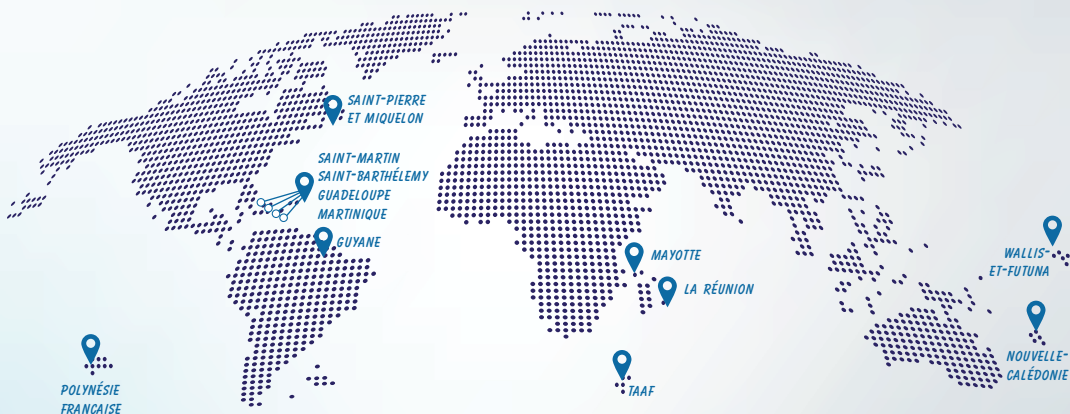 SAINT-PIERRE
ET MIQUELON
SAINT-MARTIN
SAINT-BARTHÉLEMY
GUADELOUPE
MARTINIQUE
GUYANE
MAYOTTE
LA RÉUNION
WALLIS-
ET-FUTUNA
NOUVELLE-
CALÉDONIE
TAAF
POLYNÉSIE
FRANÇAISE